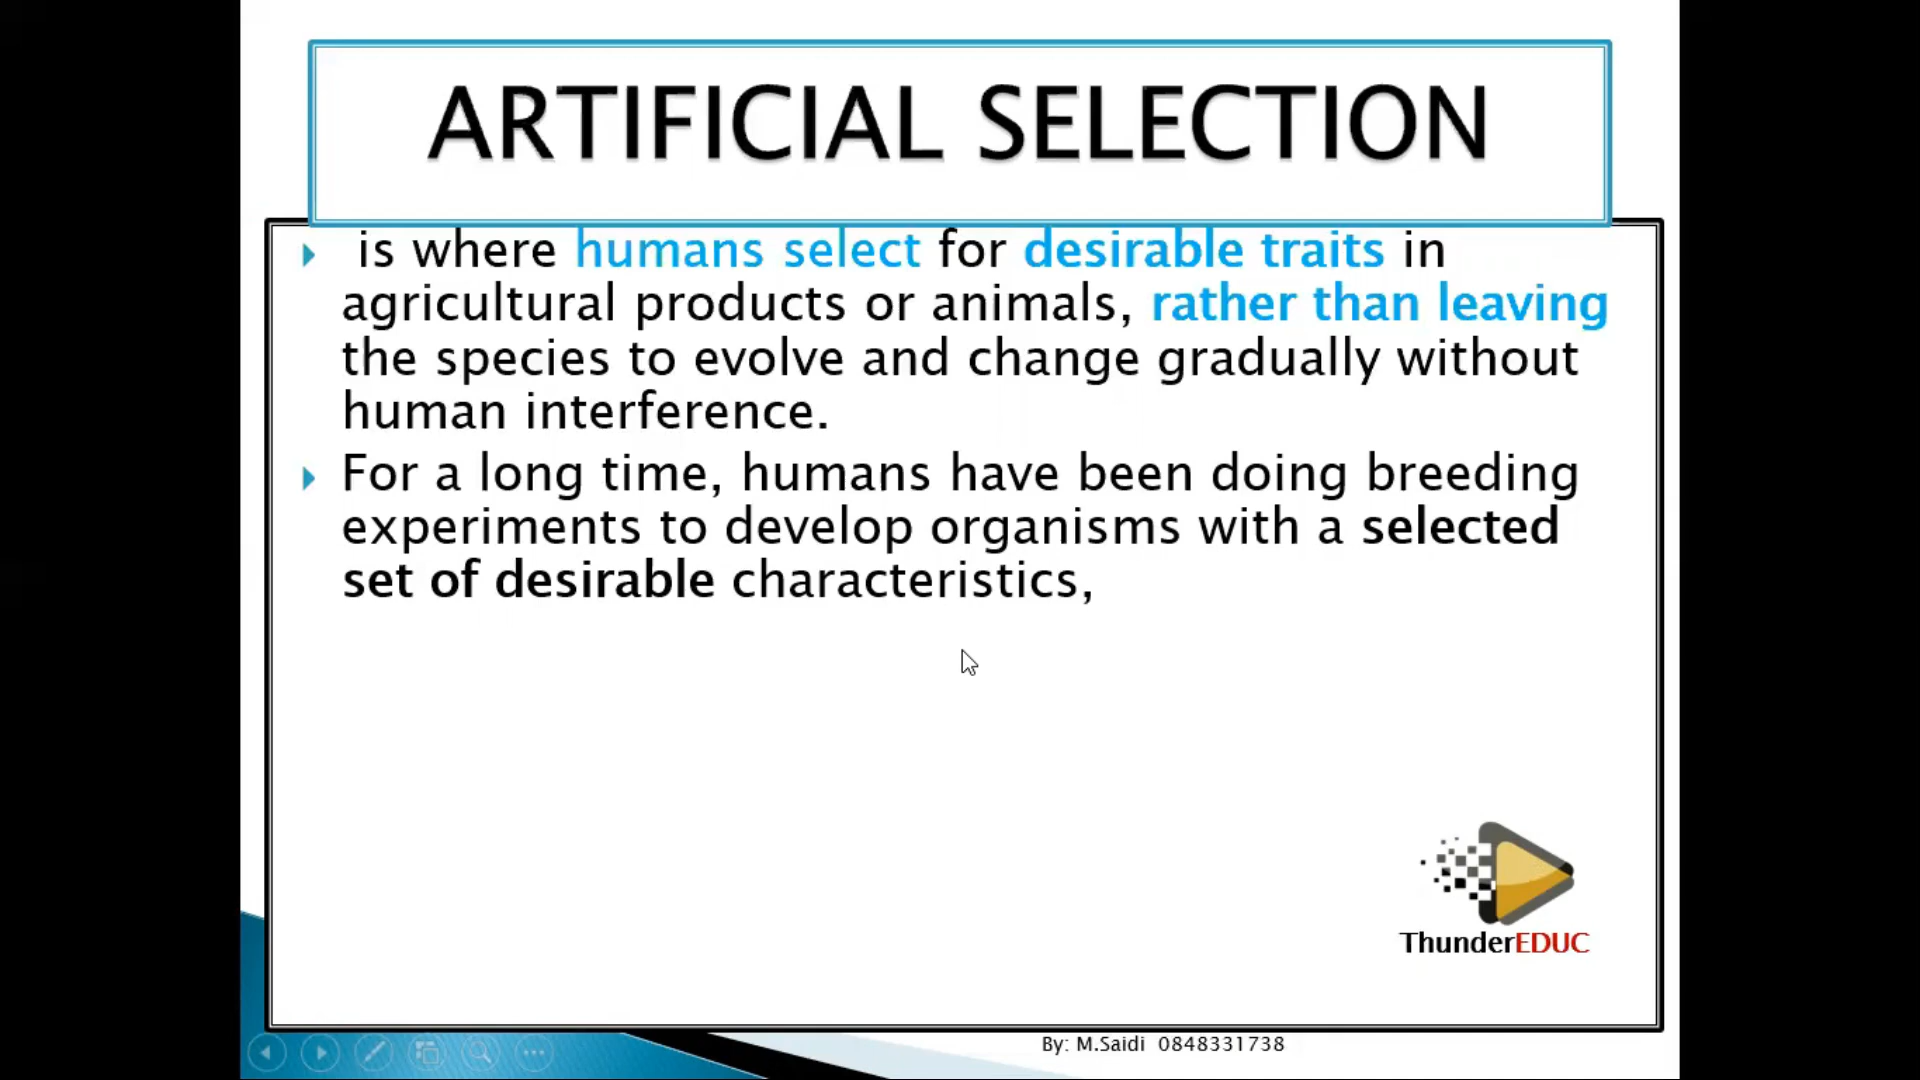 ARTIFICIAL SELECTION
is where humans select for desirable traits in
agricultural products or animals, rather than leaving
the species to evolve and change gradually without
human interference.
For a long time, humans have been doing breeding
experiments to develop organisms with a selected
set of desirable characteristics,
ThunderEDUC
By: M.Saidi 0848331738